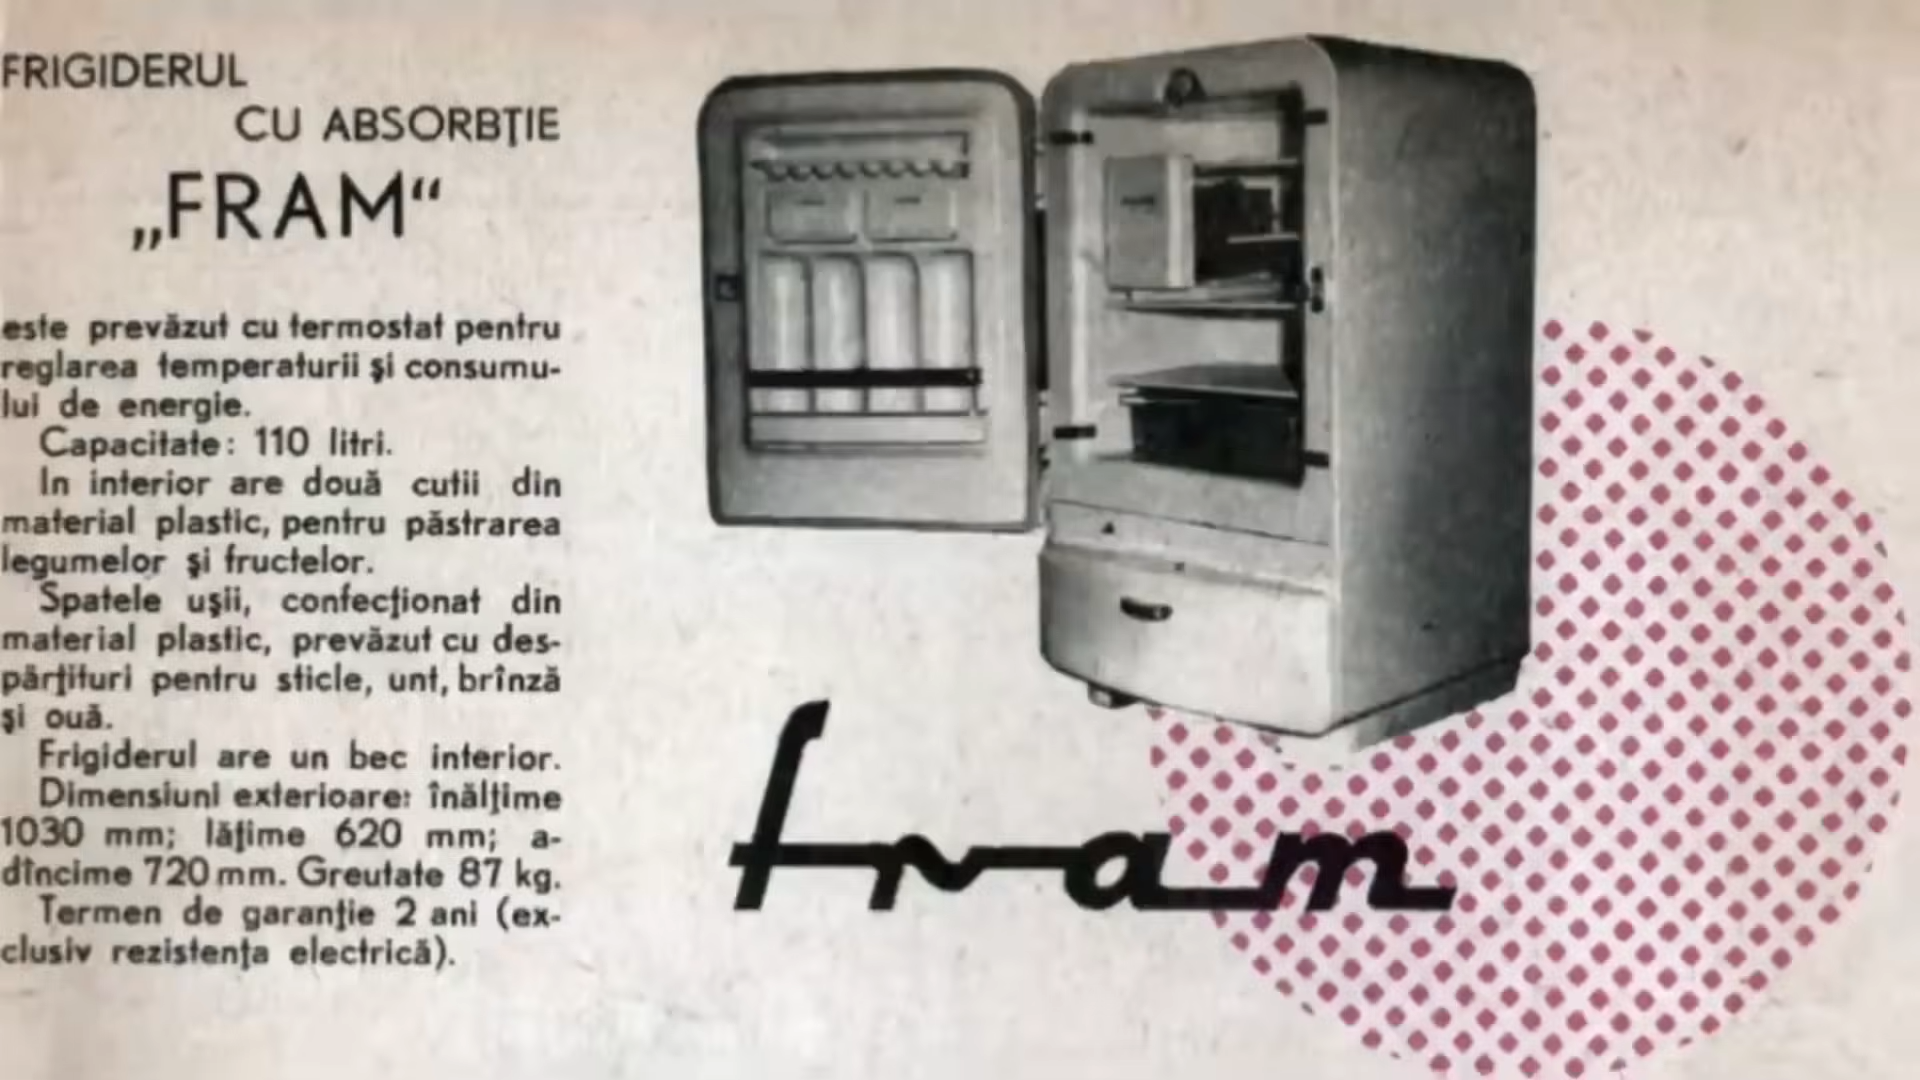 FRIGIDERUL
CU ABSORBȚIE
„FRAM“
este prevăzut cu termostat pentru
reglarea temperaturii și consumu-
lui de energie.
Capacitate: 110 litri.
In interior are două cutii din
material plastic, pentru păstrarea
legumelor și fructelor.
Spatele ușii, confecționat din
material plastic, prevăzut cu des-
părțituri pentru sticle, unt, brînză
și ouă.
Frigiderul are un bec interior.
Dimensiuni exterioare: înălțime
1030 mm; lățime 620 mm; a-
dîncime 720 mm. Greutate 87 kg.
Termen de garanție 2 ani (ex-
clusiv rezistența electrică).
fram